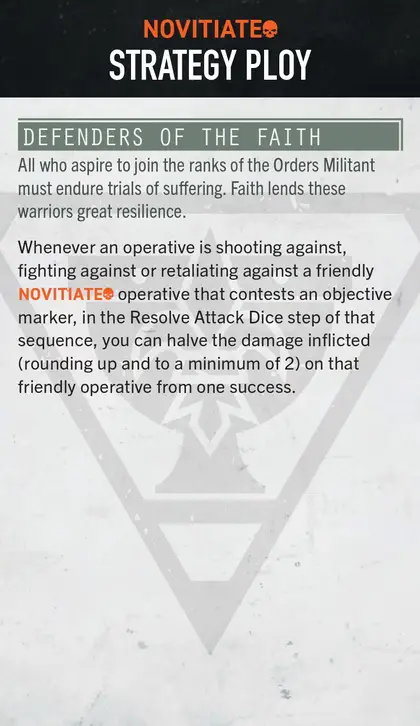 NOVITIATE
STRATEGY PLOY
DEFENDERS OF THE FAITH
All who aspire to join the ranks of the Orders Militant
must endure trials of suffering. Faith lends these
warriors great resilience.
Whenever an operative is shooting against,
fighting against or retaliating against a friendly
NOVITIATE operative that contests an objective
marker, in the Resolve Attack Dice step of that
sequence, you can halve the damage inflicted
(rounding up and to a minimum of 2) on that
friendly operative from one success.